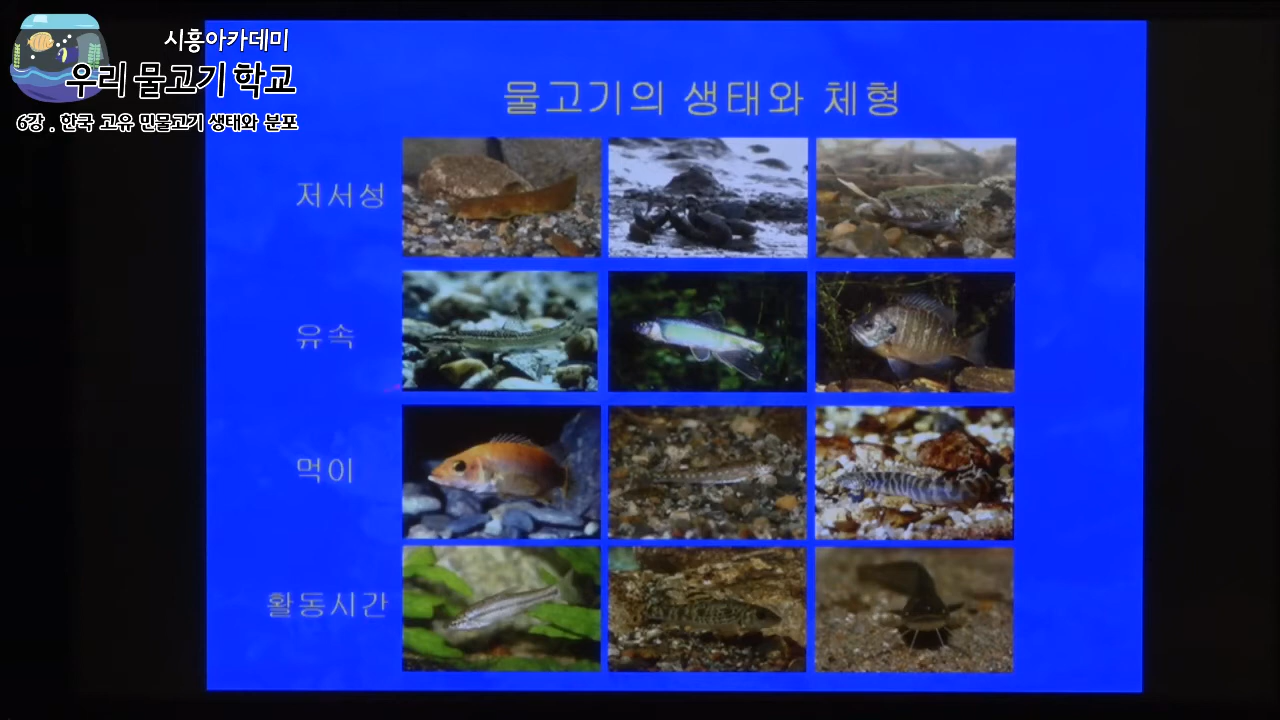 시흥아카데미
우리 물고기 학교
6강 . 한국 고유 민물고기 생태와 분포
물고기의 생태와 체형
저서성
유속
먹이
활동시간